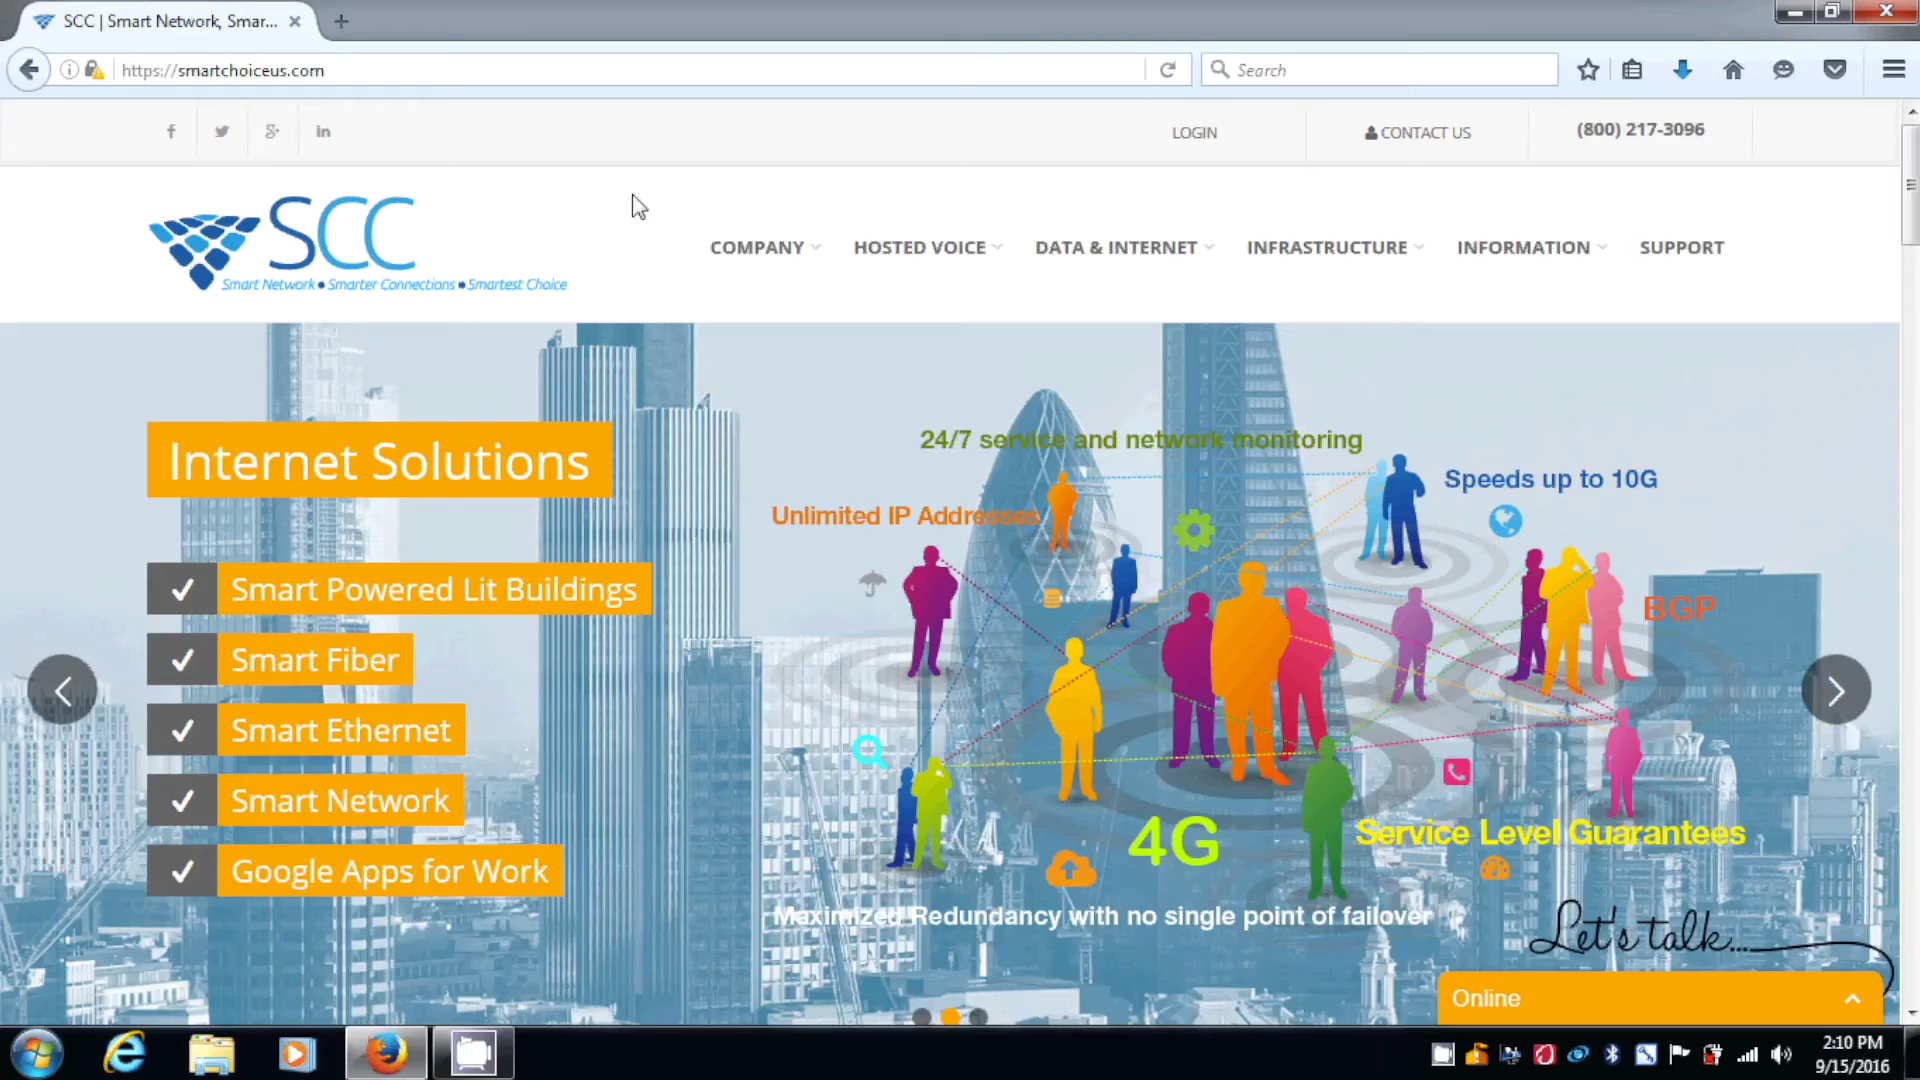 SCC | Smart Network, Smar...
https://smartchoiceus.com
Search
LOGIN
CONTACT US
(800) 217-3096
SCC
Smart Network • Smarter Connections • Smartest Choice
COMPANY
HOSTED VOICE
DATA & INTERNET
INFRASTRUCTURE
INFORMATION
SUPPORT
Internet Solutions
Smart Powered Lit Buildings
Smart Fiber
Smart Ethernet
Smart Network
Google Apps for Work
24/7 service and network monitoring
Speeds up to 10G
Unlimited IP Addresses
BGP
4G
Service Level Guarantees
Maximized Redundancy with no single point of failover
Let's talk...
Online
2:10 PM
9/15/2016